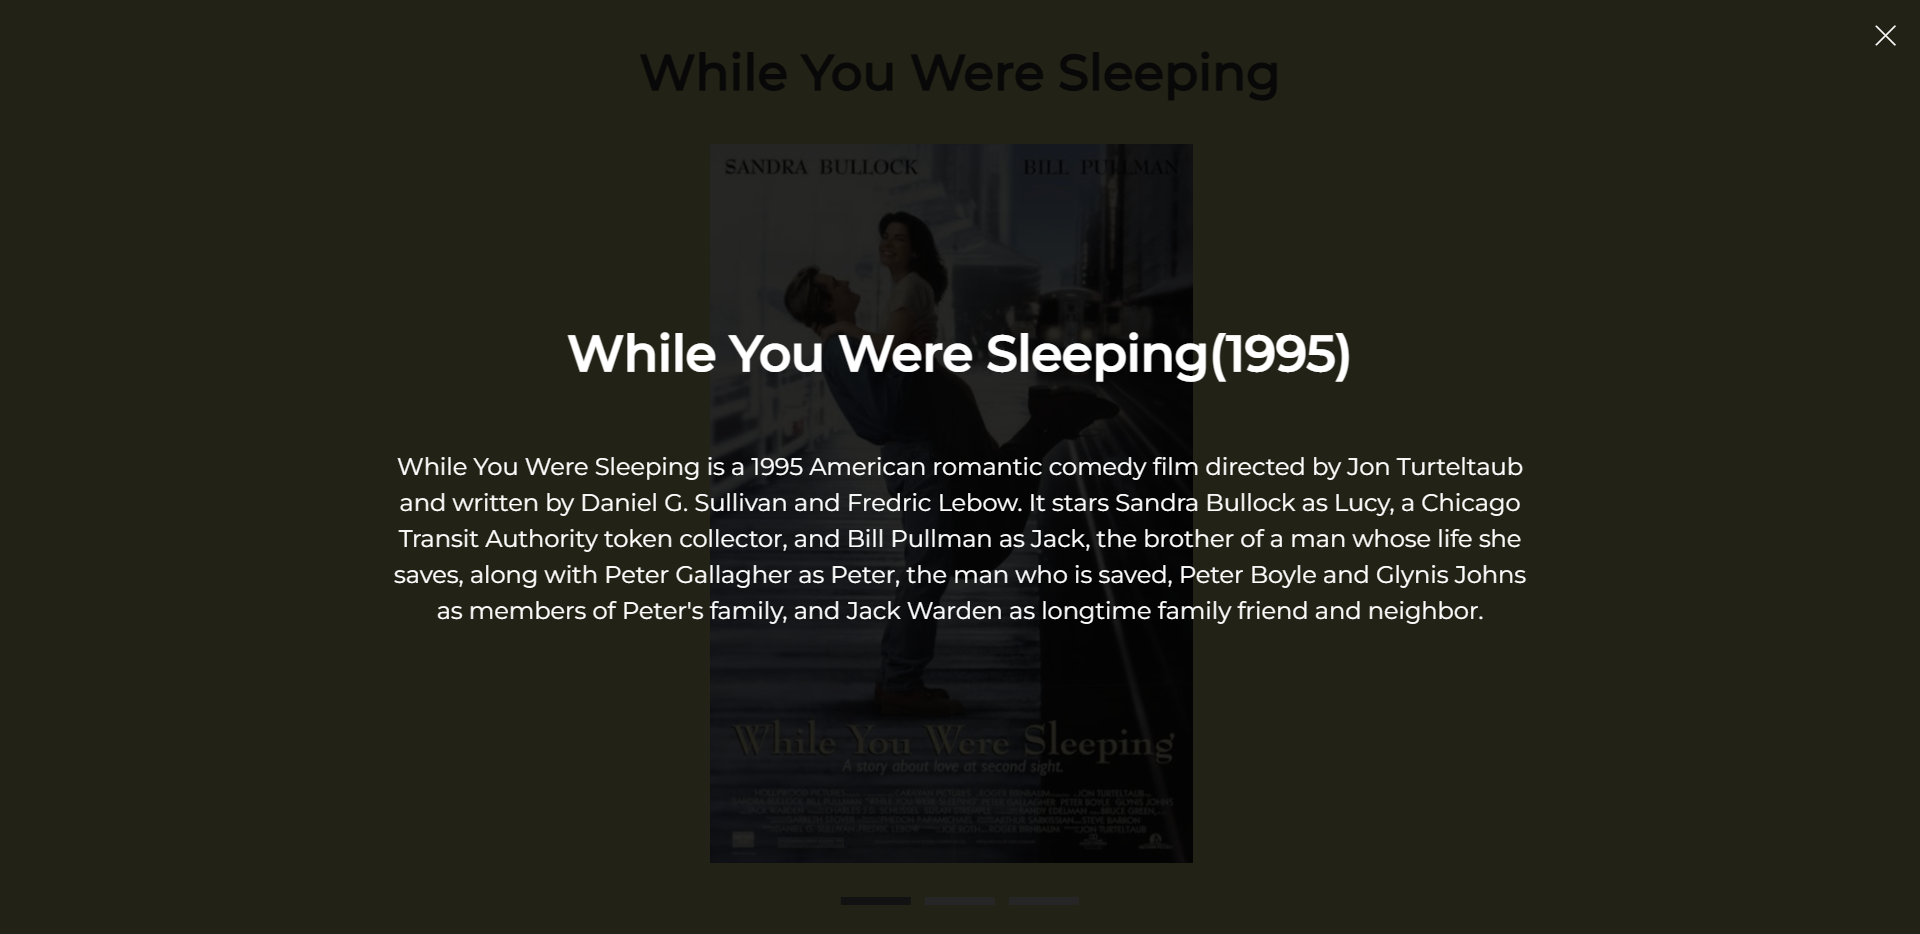 While You Were Sleeping
SANDRA BULLOCK BILL PULLMAN
While You Were Sleeping(1995)
While You Were Sleeping is a 1995 American romantic comedy film directed by Jon Turteltaub
and written by Daniel G. Sullivan and Fredric Lebow. It stars Sandra Bullock as Lucy, a Chicago
Transit Authority token collector, and Bill Pullman as Jack, the brother of a man whose life she
saves, along with Peter Gallagher as Peter, the man who is saved, Peter Boyle and Glynis Johns
as members of Peter's family, and Jack Warden as longtime family friend and neighbor.
While You Were Sleeping
A story about love at second sight.